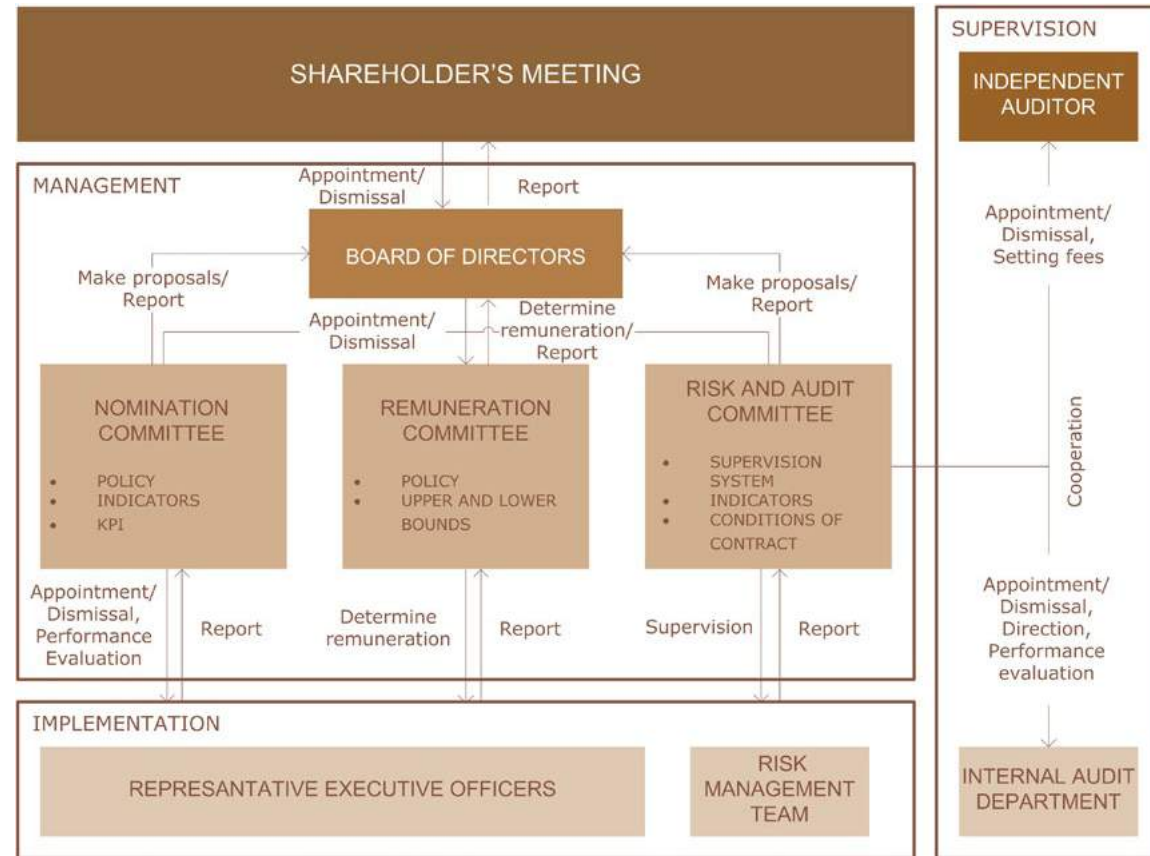 SHAREHOLDER'S MEETING
MANAGEMENT
Appointment/
Dismissal
Report
BOARD OF DIRECTORS
Make proposals/
Report
Appointment/
Dismissal
Determine
remuneration/
Report
Make proposals/
Report
NOMINATION
COMMITTEE
• POLICY
• INDICATORS
• KPI
REMUNERATION
COMMITTEE
• POLICY
• UPPER AND LOWER
BOUNDS
RISK AND AUDIT
COMMITTEE
• SUPERVISION
SYSTEM
• INDICATORS
• CONDITIONS OF
CONTRACT
Appointment/
Dismissal,
Performance
Evaluation
Report
Determine
remuneration
Report
Supervision
Report
IMPLEMENTATION
REPRESANTATIVE EXECUTIVE OFFICERS
RISK
MANAGEMENT
TEAM
SUPERVISION
INDEPENDENT
AUDITOR
Appointment/
Dismissal,
Setting fees
Cooperation
Appointment/
Dismissal,
Direction,
Performance
evaluation
INTERNAL AUDIT
DEPARTMENT